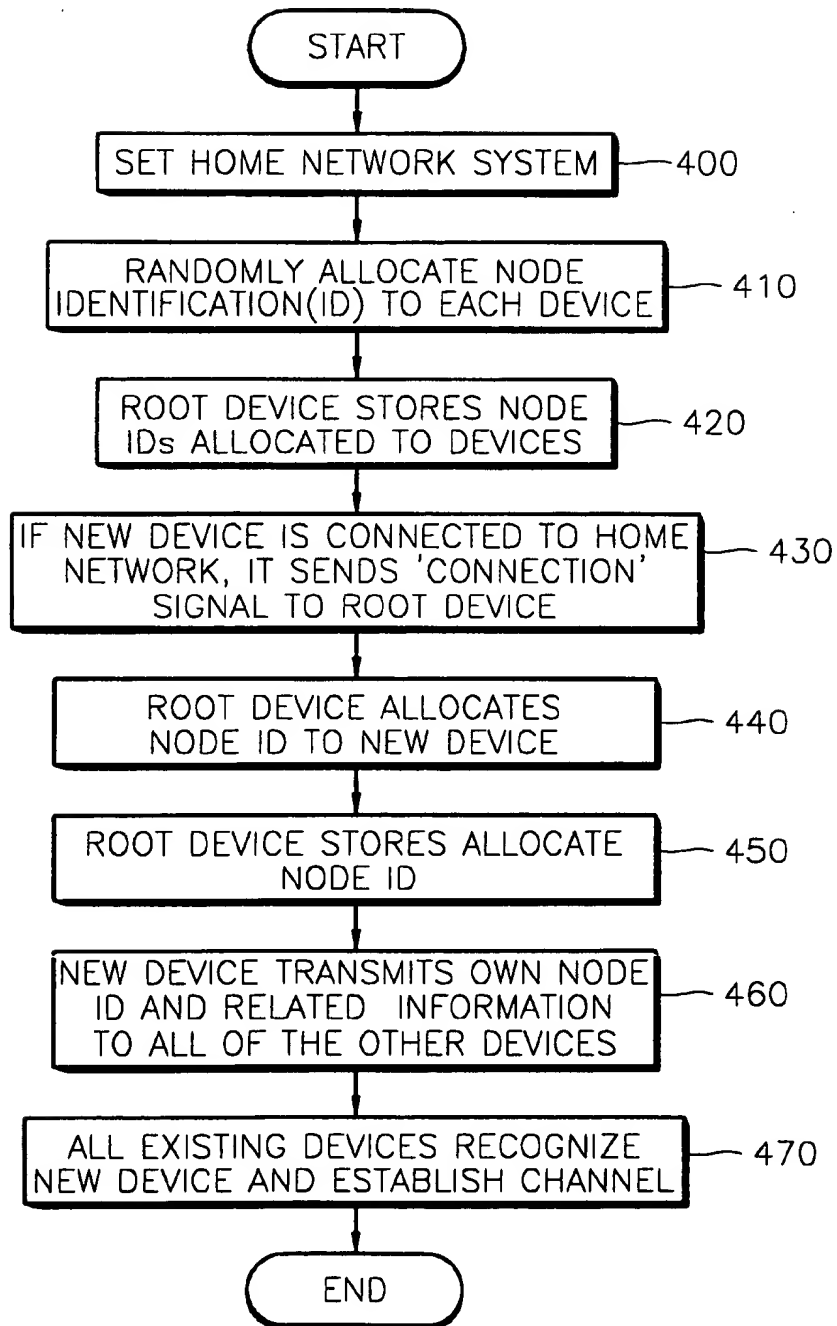 START
SET HOME NETWORK SYSTEM
400
RANDOMLY ALLOCATE NODE
IDENTIFICATION(ID) TO EACH DEVICE
410
ROOT DEVICE STORES NODE
IDs ALLOCATED TO DEVICES
420
IF NEW DEVICE IS CONNECTED TO HOME
NETWORK, IT SENDS 'CONNECTION'
SIGNAL TO ROOT DEVICE
430
ROOT DEVICE ALLOCATES
NODE ID TO NEW DEVICE
440
ROOT DEVICE STORES ALLOCATE
NODE ID
450
NEW DEVICE TRANSMITS OWN NODE
ID AND RELATED INFORMATION
TO ALL OF THE OTHER DEVICES
460
ALL EXISTING DEVICES RECOGNIZE
NEW DEVICE AND ESTABLISH CHANNEL
470
END